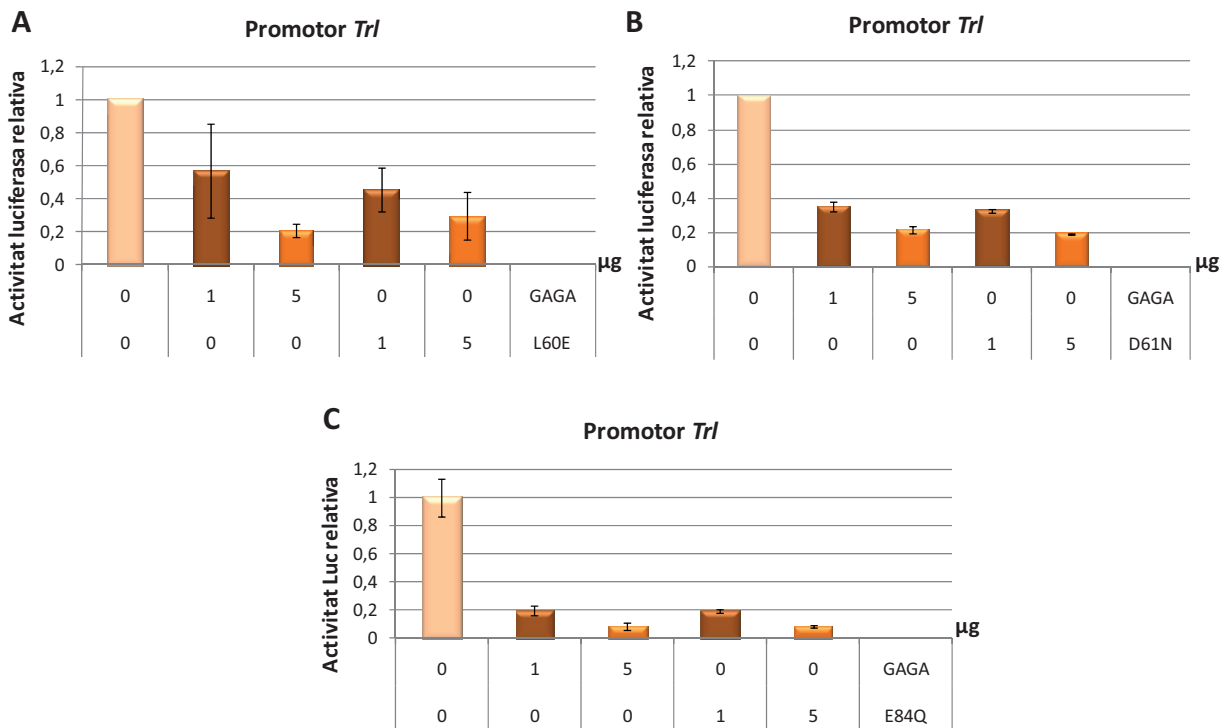 A
Promotor Trl
Activitat luciferasa relativa
1,2
1
0,8
0,6
0,4
0,2
0
µg
0 1 5 0 0 GAGA
0 0 0 1 5 L60E
B
Promotor Trl
Activitat luciferasa relativa
1,2
1
0,8
0,6
0,4
0,2
0
µg
0 1 5 0 0 GAGA
0 0 0 1 5 D61N
C
Promotor Trl
Activitat Luc relativa
1,2
1
0,8
0,6
0,4
0,2
0
µg
0 1 5 0 0 GAGA
0 0 0 1 5 E84Q